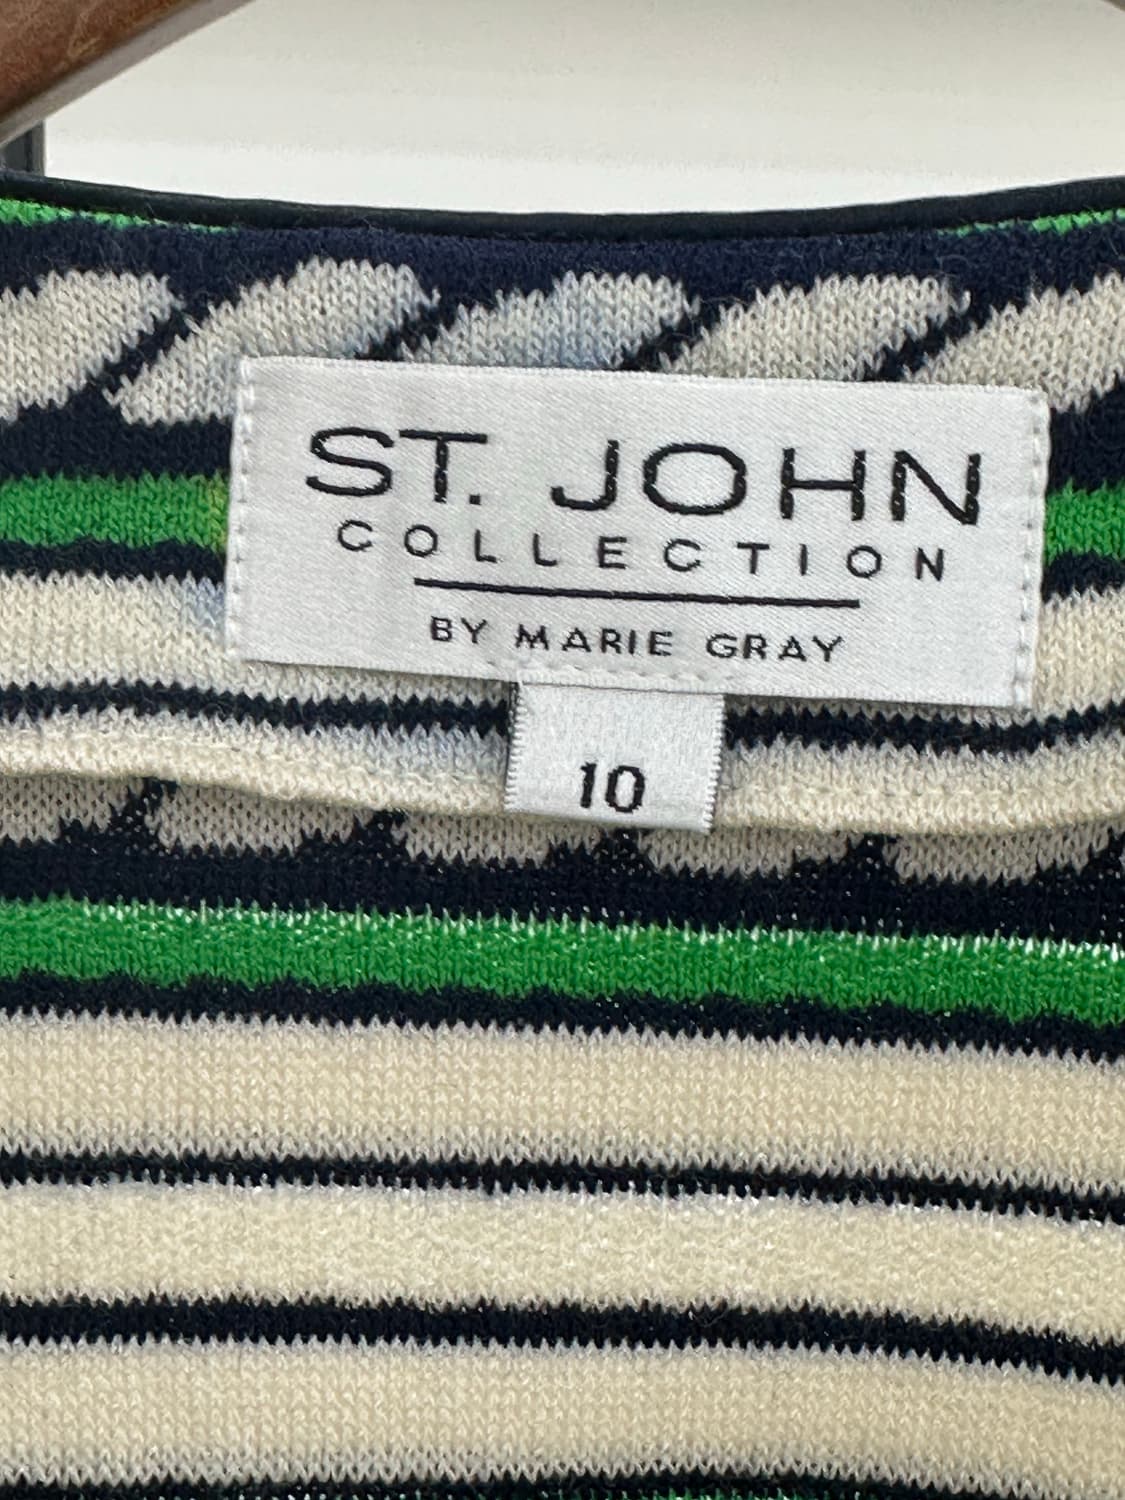 ST. JOHN
COLLECTION
BY MARIE GRAY
10